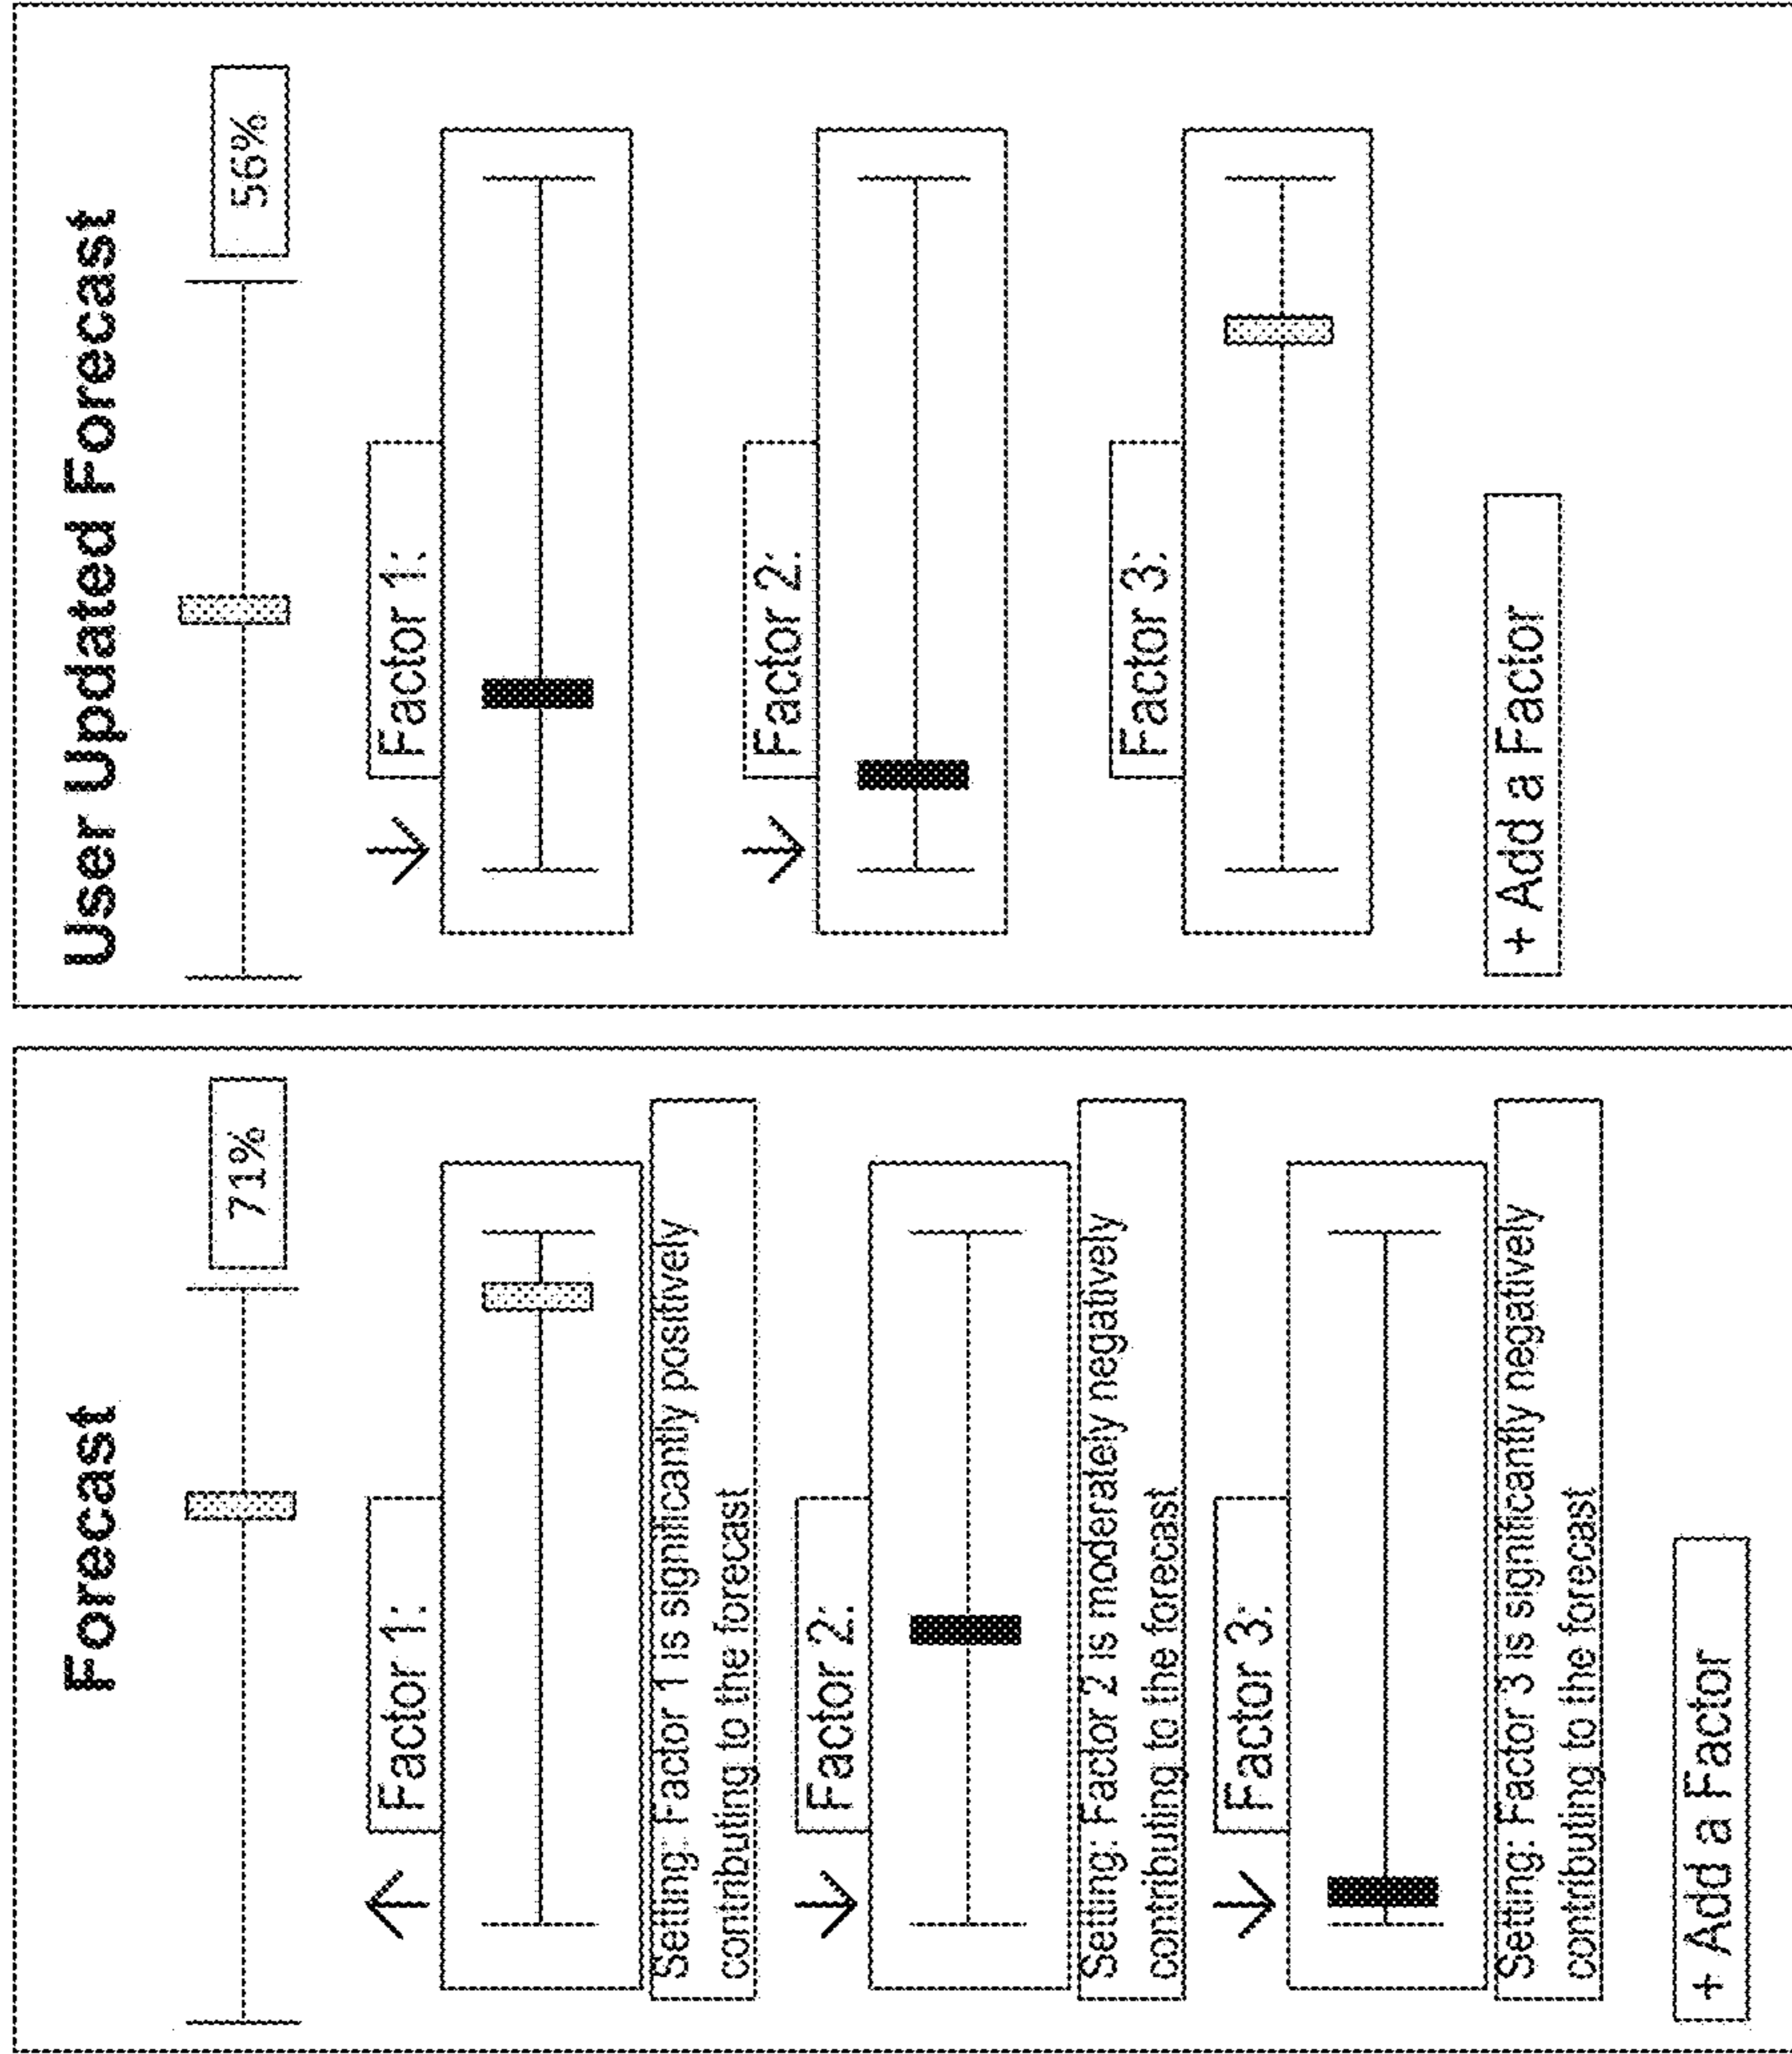 Forecast
71%
Factor 1:
Setting: Factor 1 is significantly positively
contributing to the forecast
Factor 2:
Setting: Factor 2 is moderately negatively
contributing to the forecast
Factor 3:
Setting: Factor 3 is significantly negatively
contributing to the forecast
+ Add a Factor
User Updated Forecast
56%
Factor 1:
Factor 2:
Factor 3:
+ Add a Factor